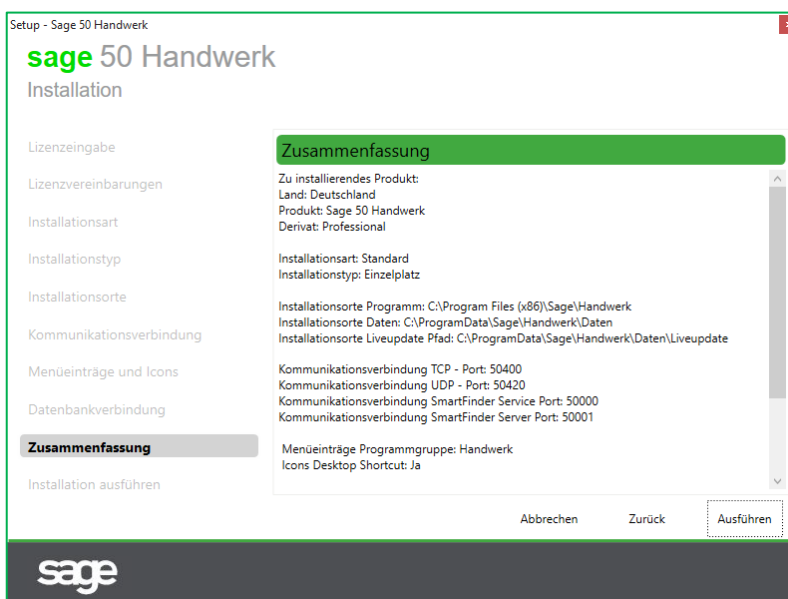 Setup - Sage 50 Handwerk
sage 50 Handwerk
Installation
Lizenzeingabe
Lizenzvereinbarungen
Installationsart
Installationstyp
Installationsorte
Kommunikationsverbindung
Menüeinträge und Icons
Datenbankverbindung
Zusammenfassung
Installation ausführen
Zusammenfassung
Zu installierendes Produkt:
Land: Deutschland
Produkt: Sage 50 Handwerk
Derivat: Professional
Installationsart: Standard
Installationstyp: Einzelplatz
Installationsorte Programm: C:\Program Files (x86)\Sage\Handwerk
Installationsorte Daten: C:\ProgramData\Sage\Handwerk\Daten
Installationsorte Liveupdate Pfad: C:\ProgramData\Sage\Handwerk\Daten\Liveupdate
Kommunikationsverbindung TCP - Port: 50400
Kommunikationsverbindung UDP - Port: 50420
Kommunikationsverbindung SmartFinder Service Port: 50000
Kommunikationsverbindung SmartFinder Server Port: 50001
Menüeinträge Programmgruppe: Handwerk
Icons Desktop Shortcut: Ja
Abbrechen Zurück Ausführen
sage